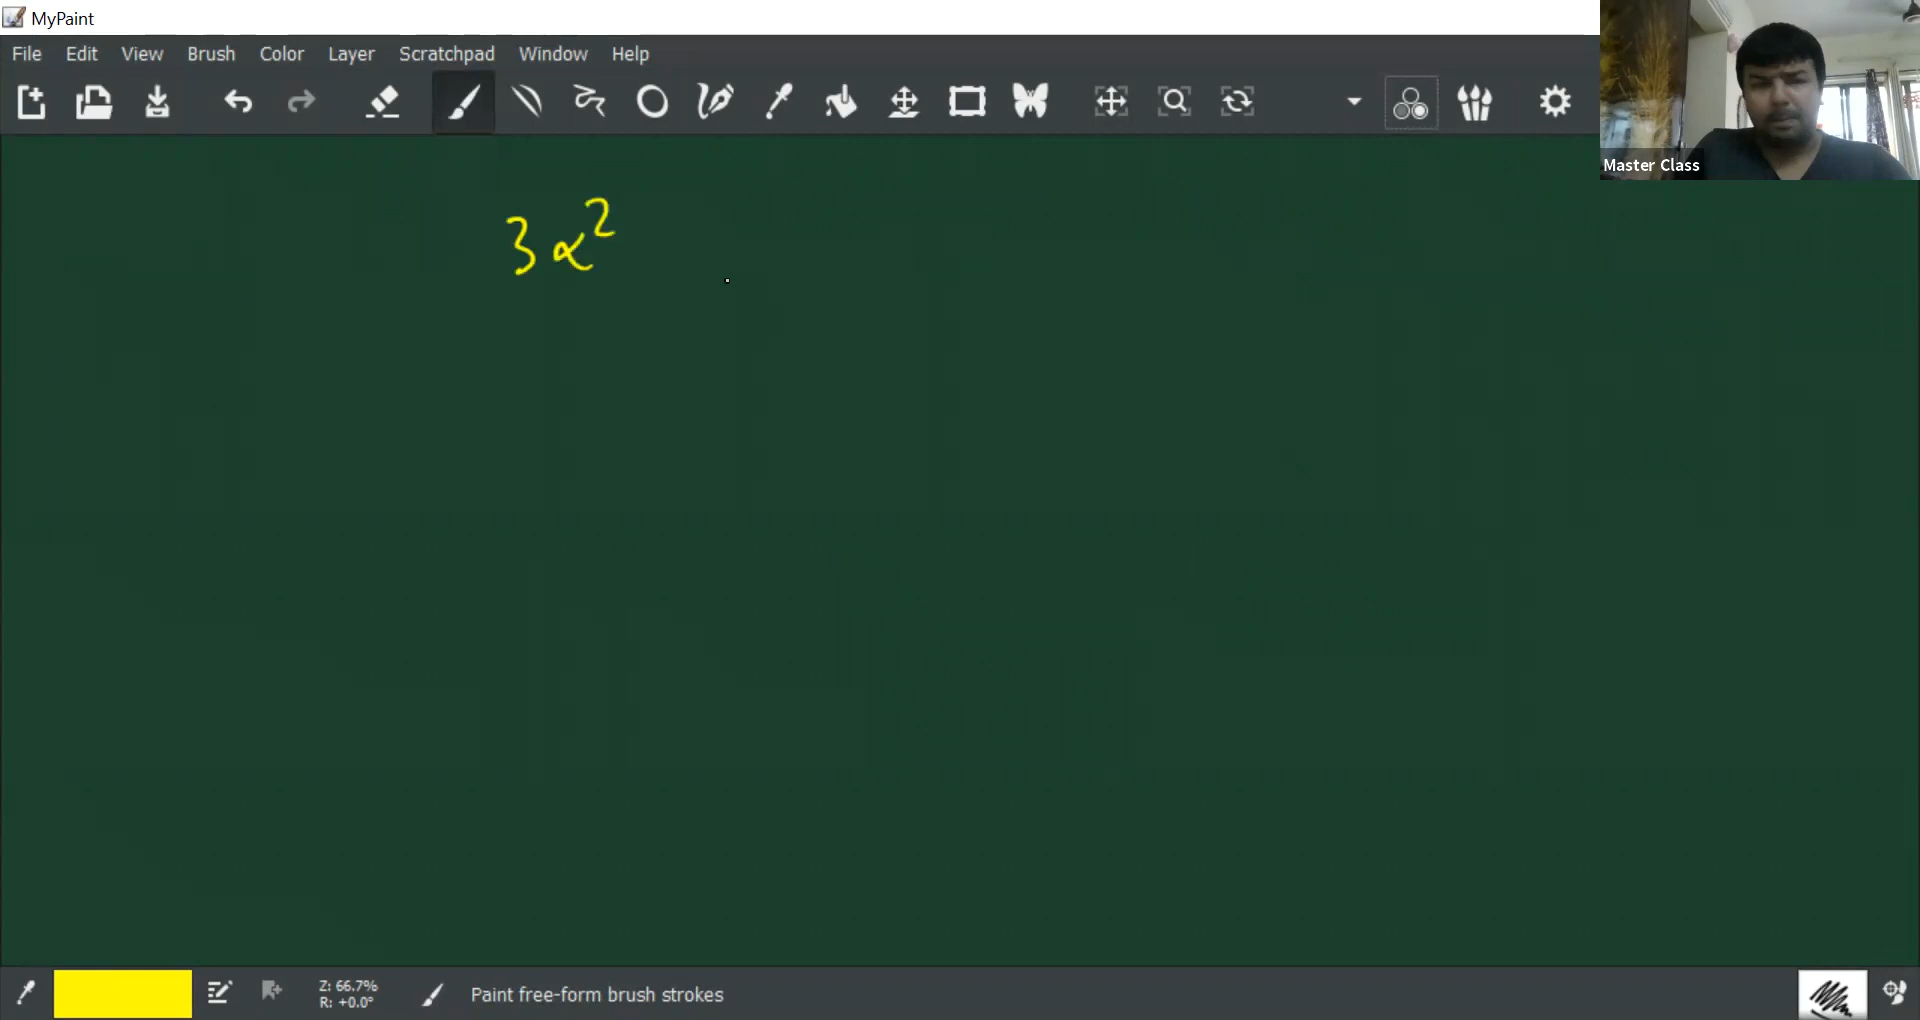 MyPaint
File Edit View Brush Color Layer Scratchpad Window Help
Master Class
3α²
Z: 66.7%
R: +0.0°
Paint free-form brush strokes